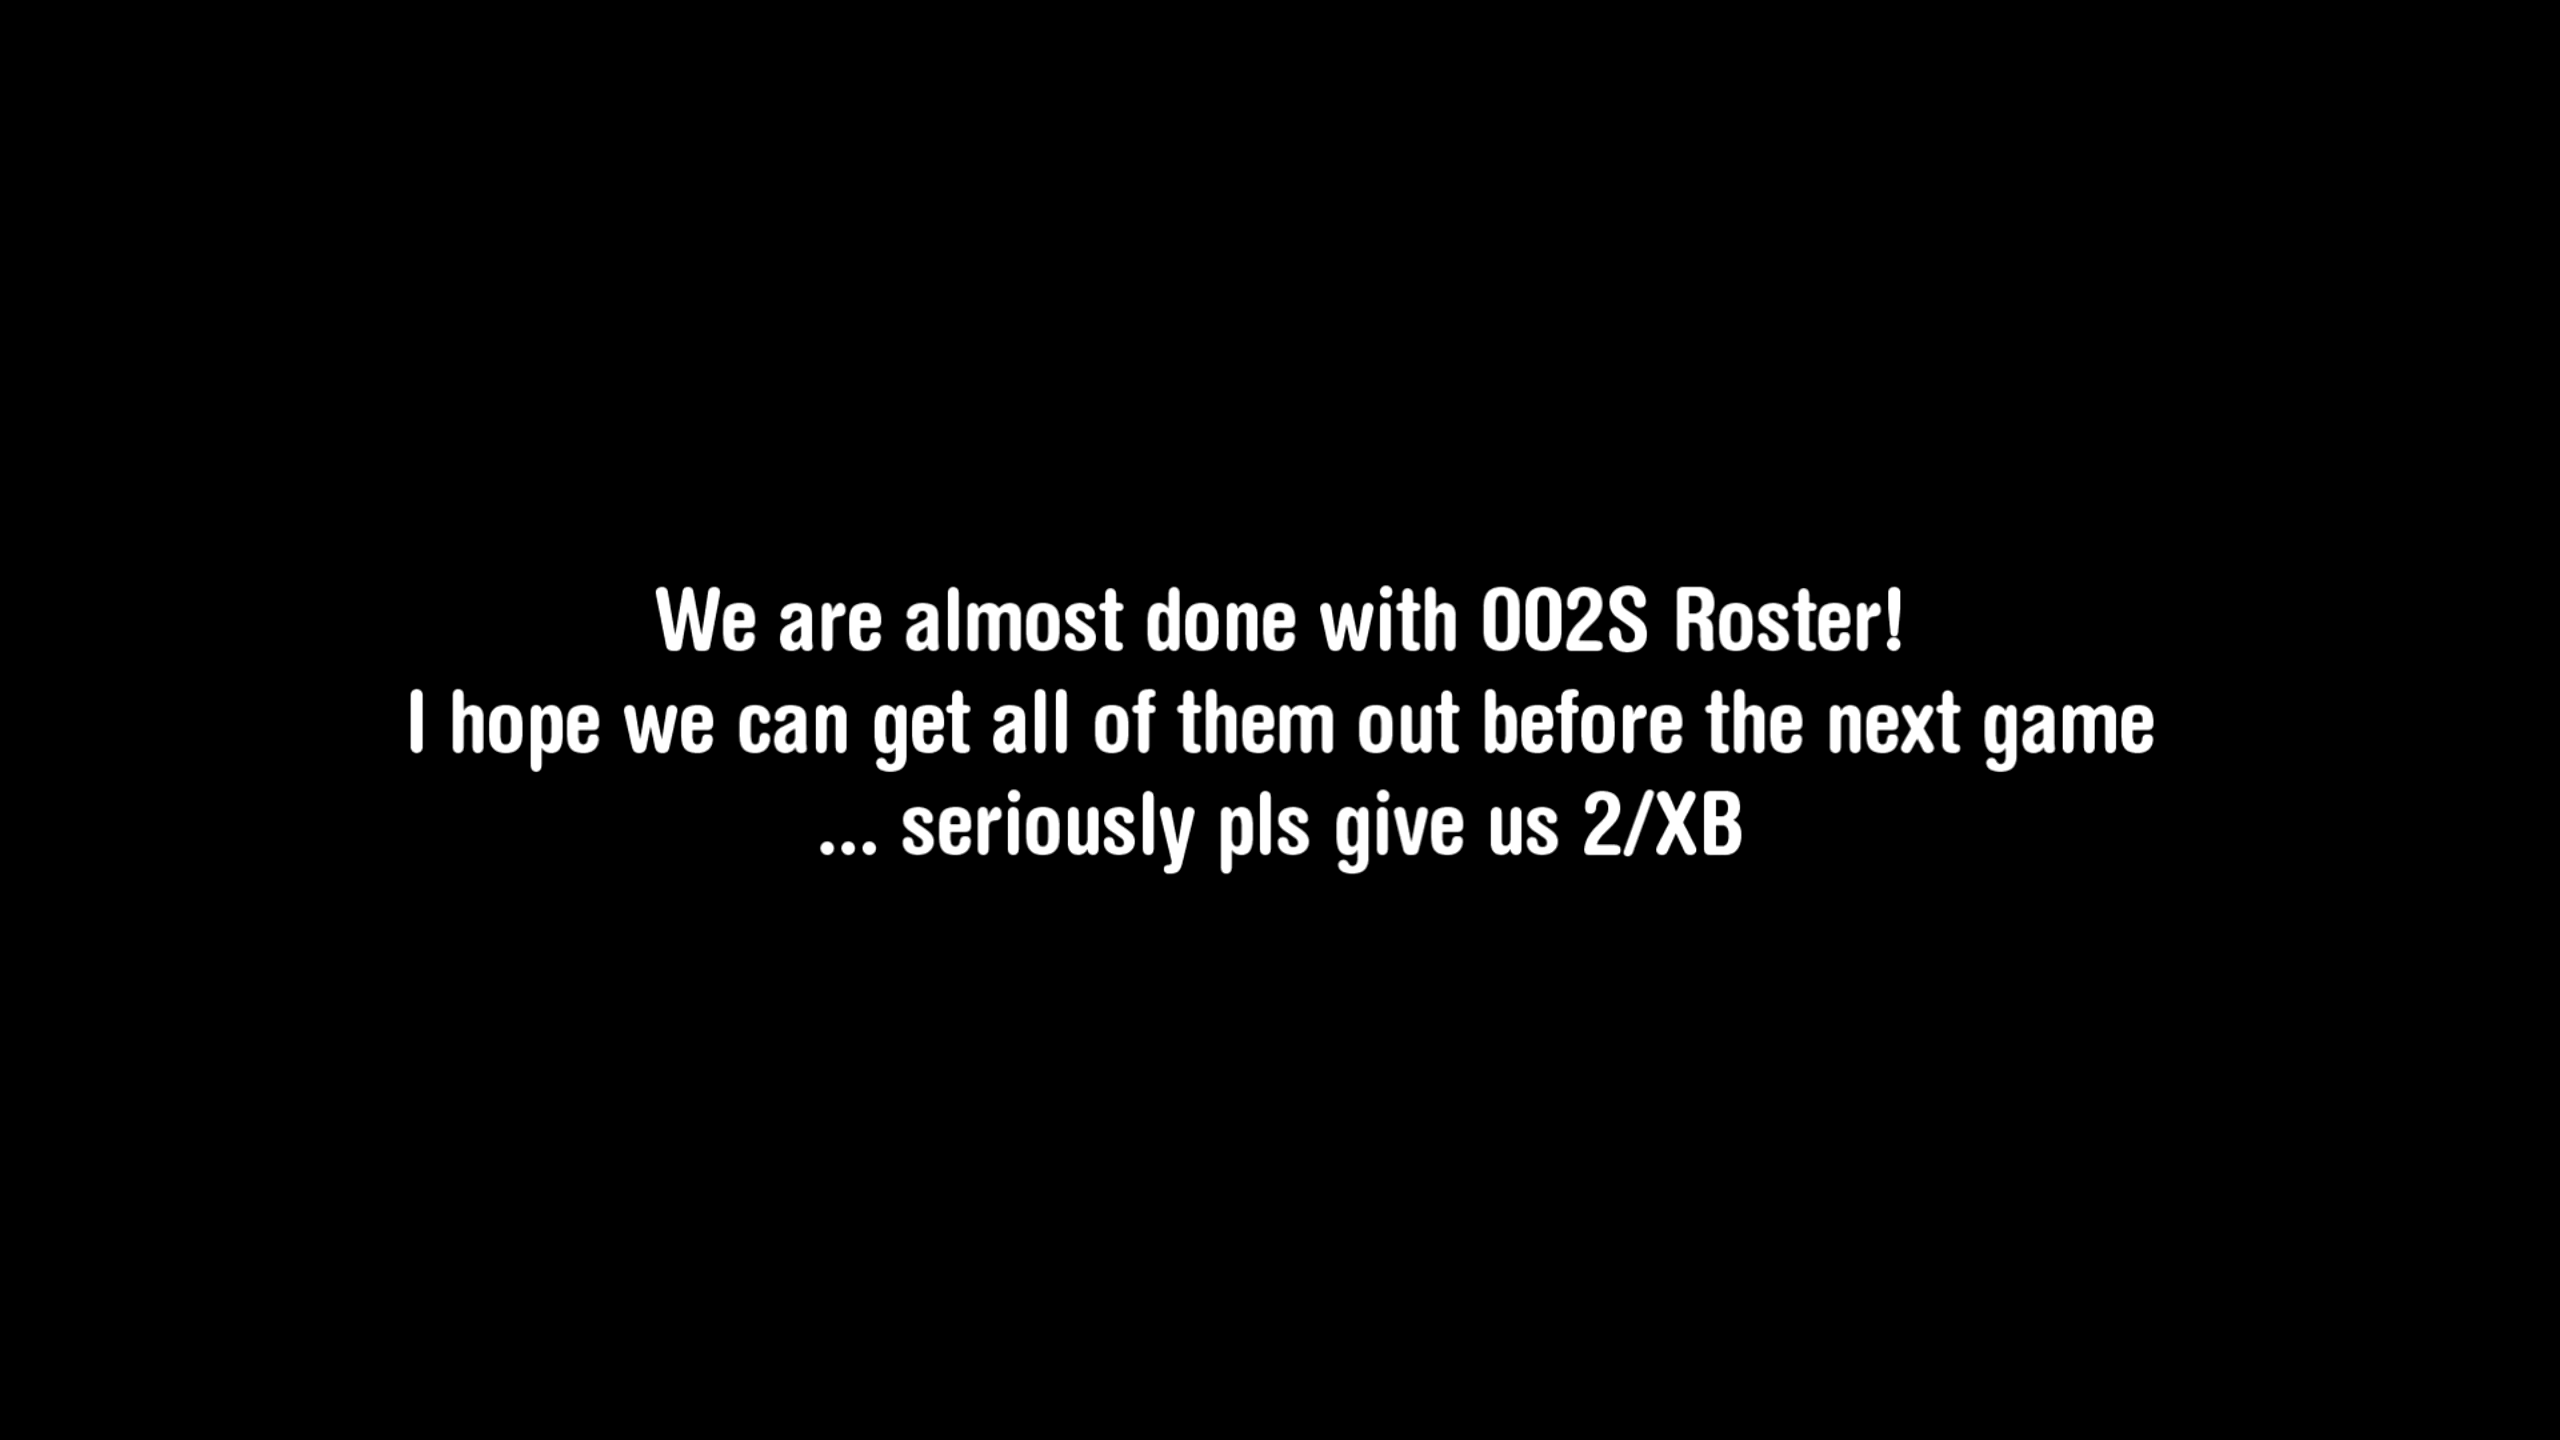 We are almost done with 002S Roster!
I hope we can get all of them out before the next game
... seriously pls give us 2/XB